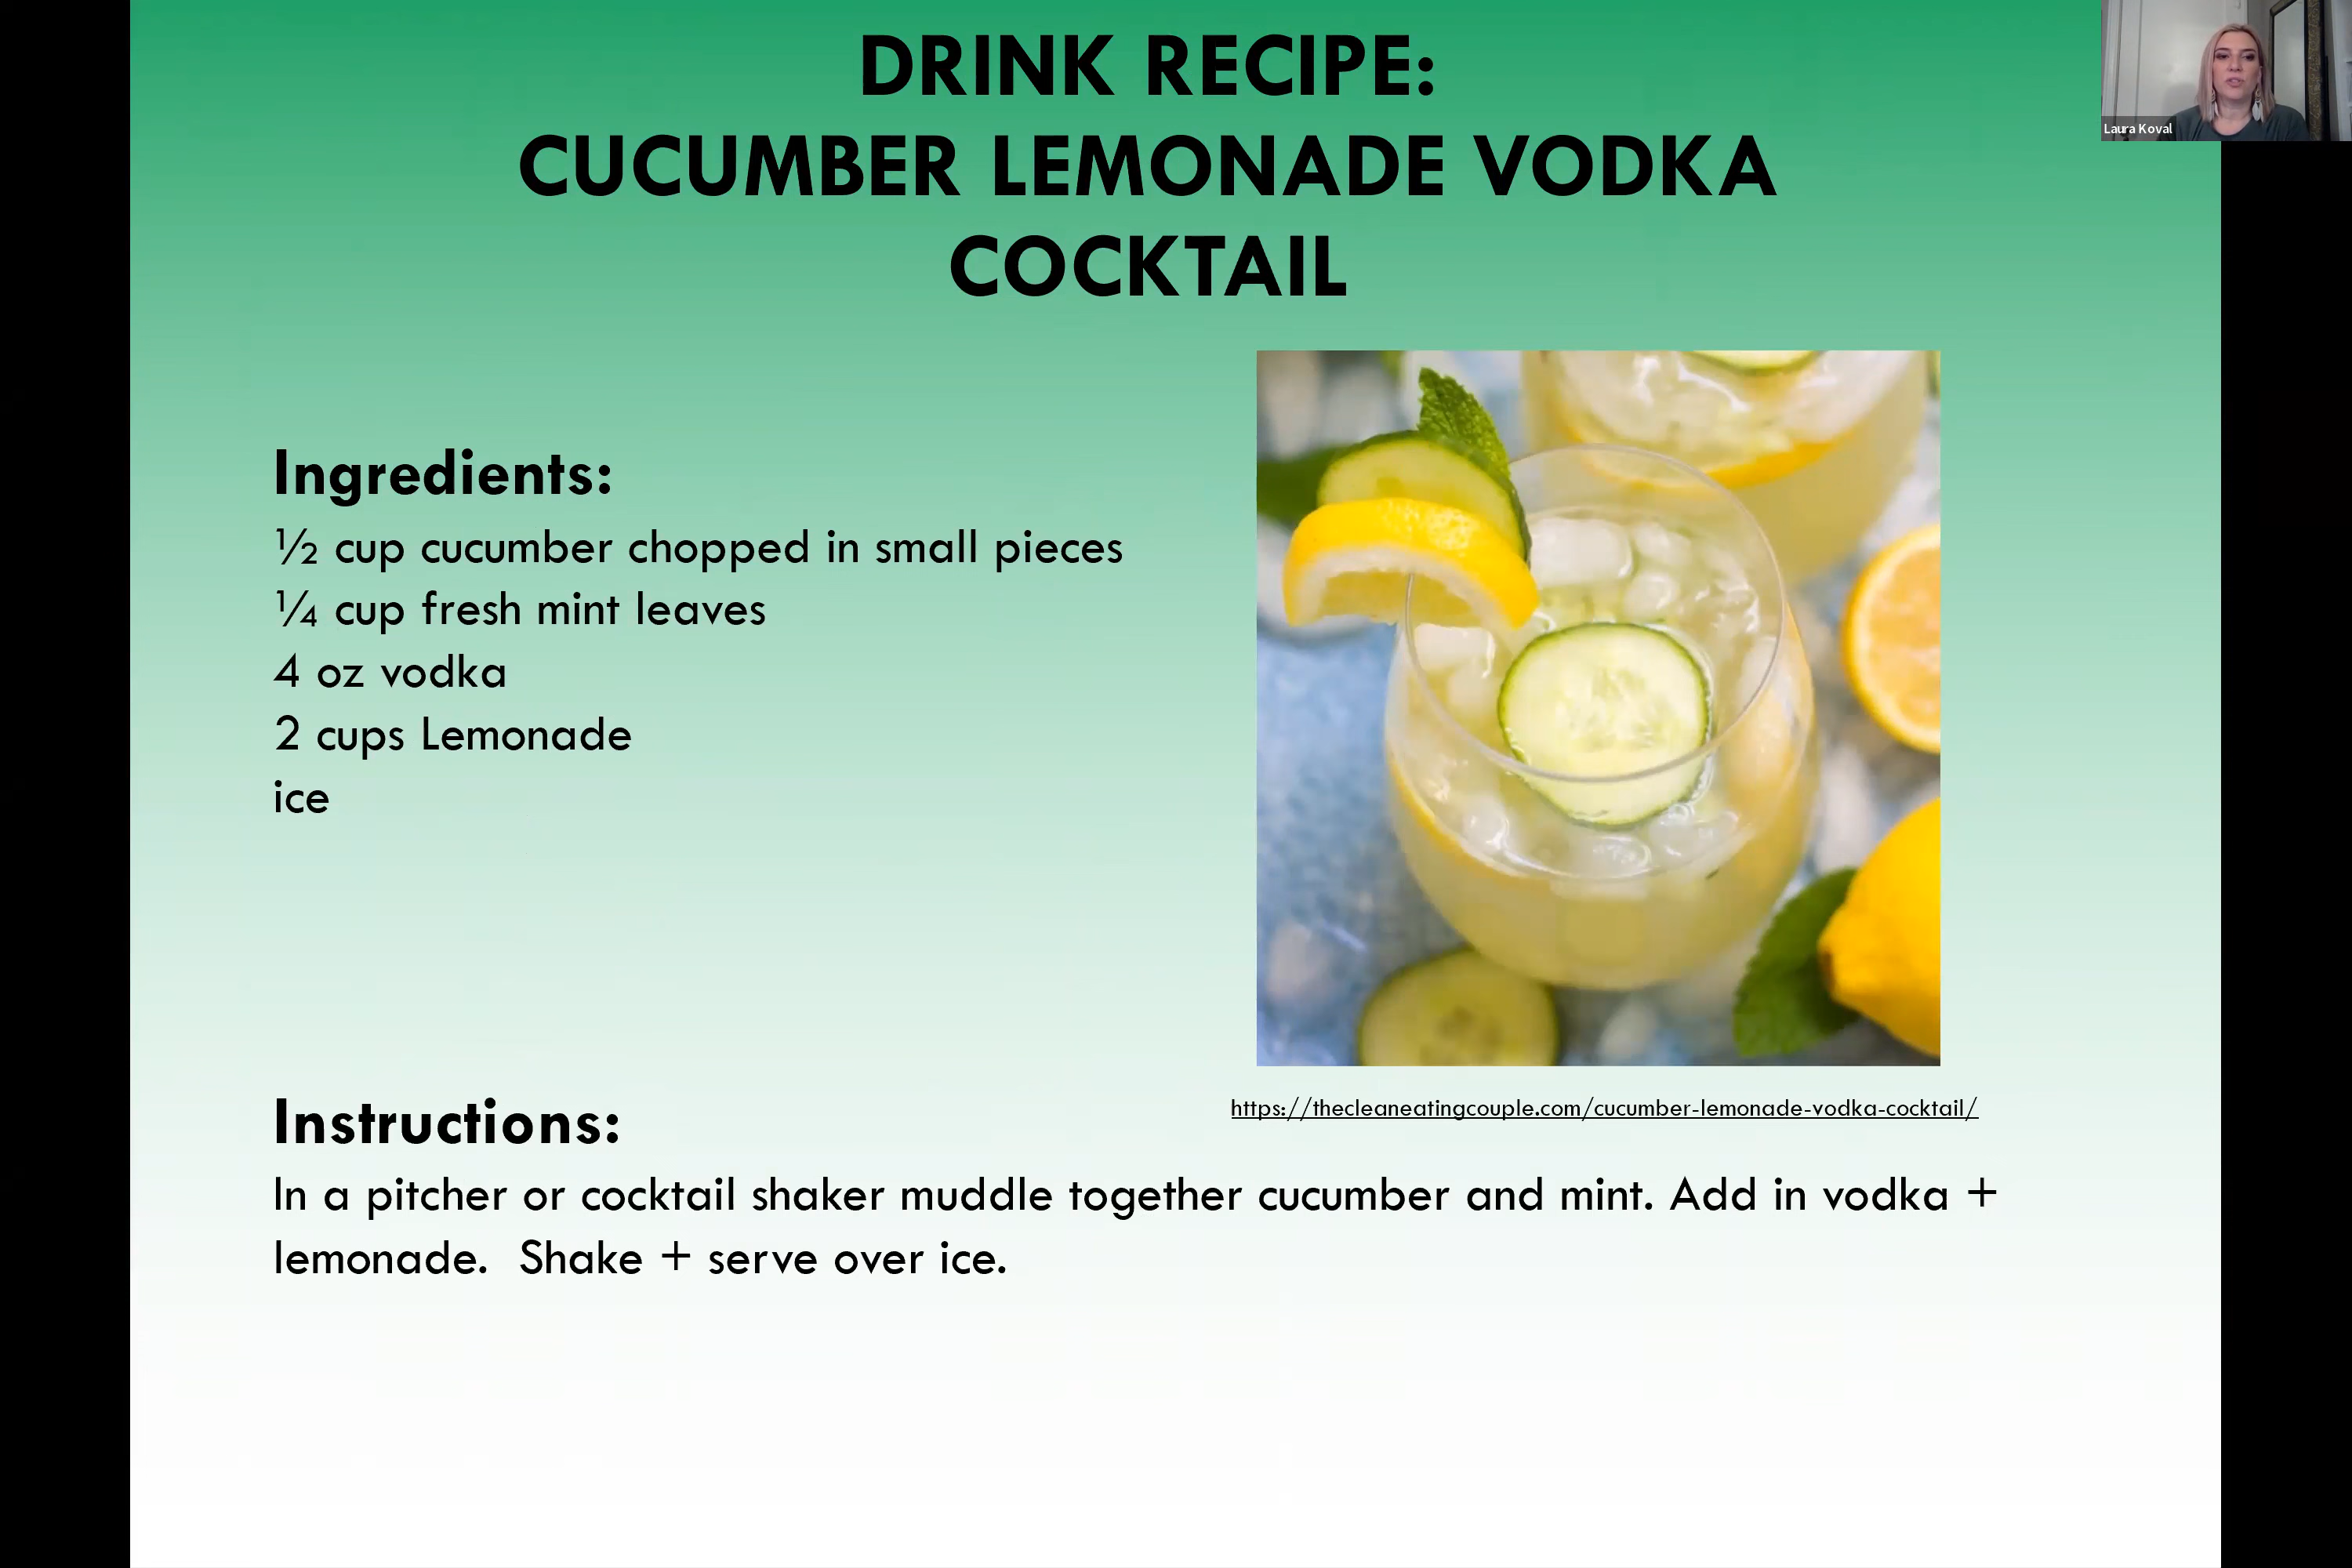 DRINK RECIPE:
CUCUMBER LEMONADE VODKA
COCKTAIL
Laura Koval
Ingredients:
½ cup cucumber chopped in small pieces
¼ cup fresh mint leaves
4 oz vodka
2 cups Lemonade
ice
https://thecleaneatingcouple.com/cucumber-lemonade-vodka-cocktail/
Instructions:
In a pitcher or cocktail shaker muddle together cucumber and mint. Add in vodka +
lemonade.  Shake + serve over ice.